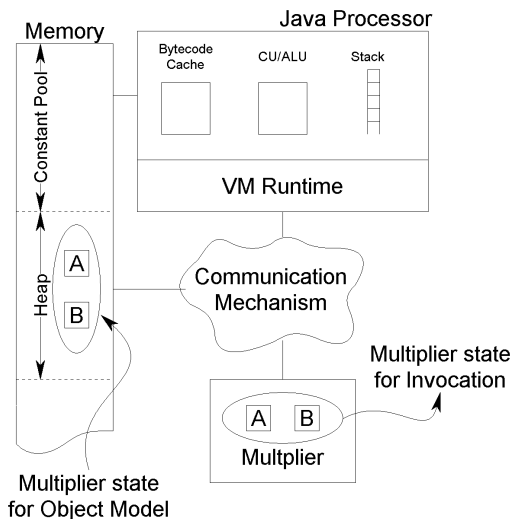 Java Processor
Memory
Bytecode
Cache
CU/ALU
Stack
Constant Pool
VM Runtime
Heap
A
B
Communication
Mechanism
Multiplier state
for Invocation
A
B
Multplier
Multiplier state
for Object Model